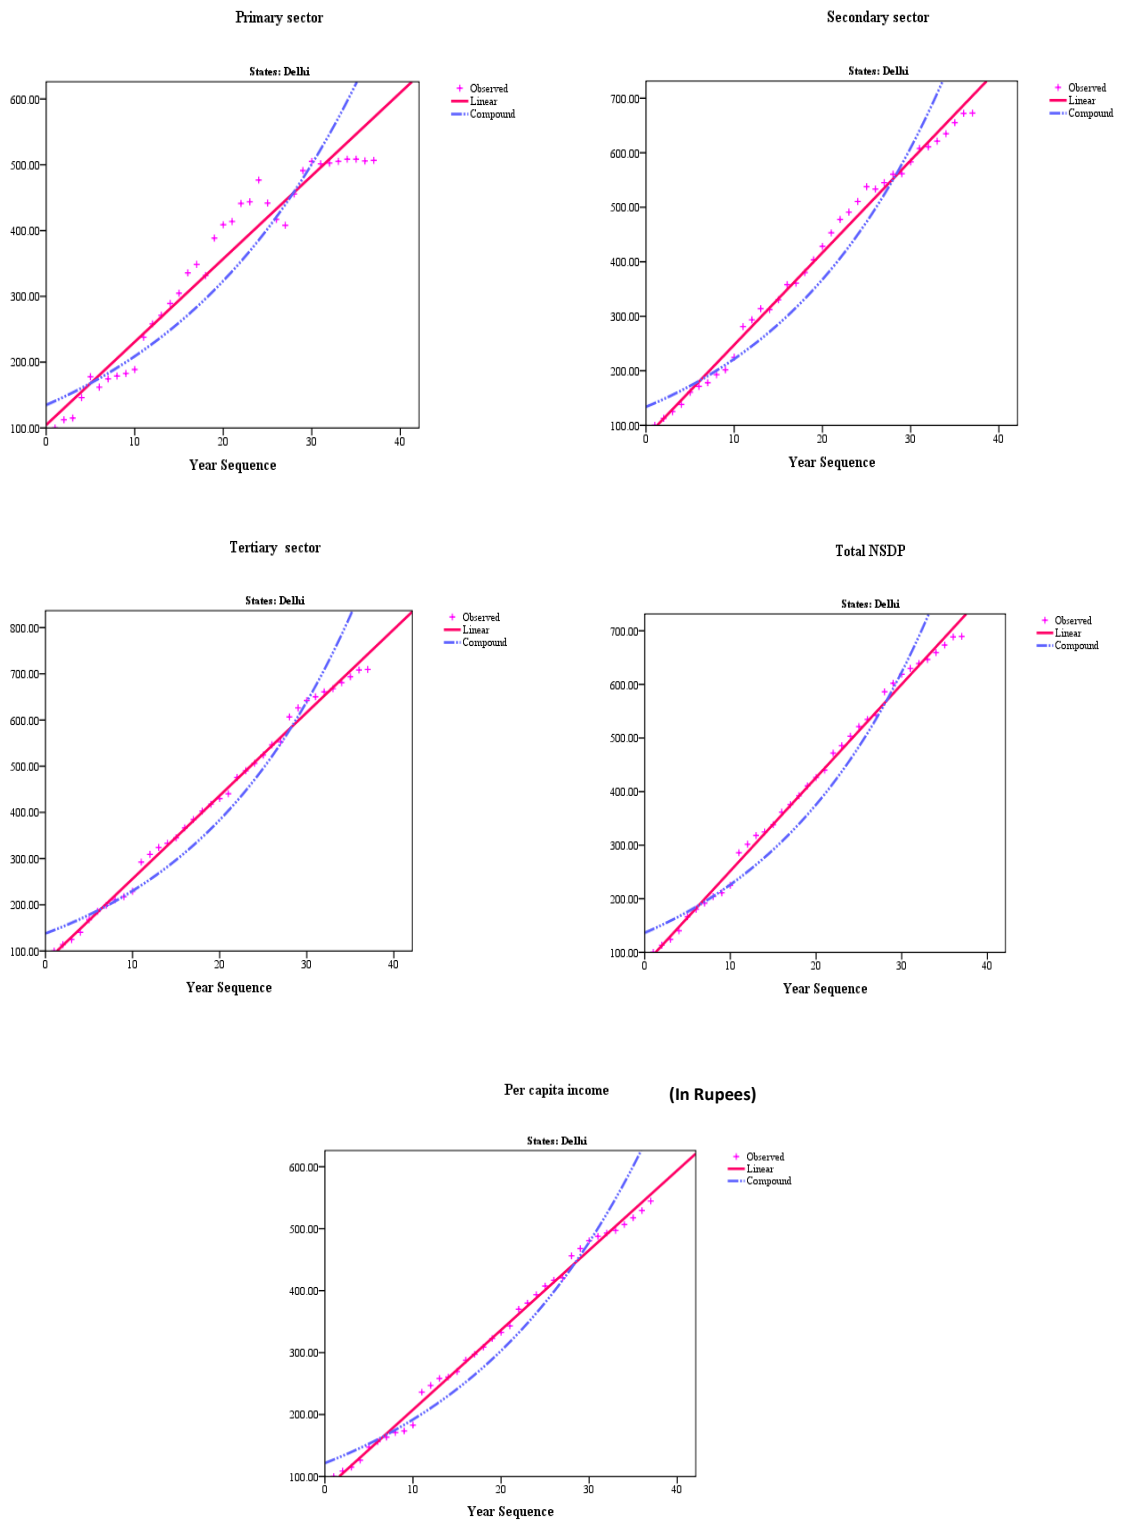 Primary sector
States: Delhi
Observed
Linear
Compound
600.00
500.00
400.00
300.00
200.00
100.00
0 10 20 30 40
Year Sequence
Secondary sector
States: Delhi
Observed
Linear
Compound
700.00
600.00
500.00
400.00
300.00
200.00
100.00
0 10 20 30 40
Year Sequence
Tertiary sector
States: Delhi
Observed
Linear
Compound
800.00
700.00
600.00
500.00
400.00
300.00
200.00
100.00
0 10 20 30 40
Year Sequence
Total NSDP
States: Delhi
Observed
Linear
Compound
700.00
600.00
500.00
400.00
300.00
200.00
100.00
0 10 20 30 40
Year Sequence
Per capita income (In Rupees)
States: Delhi
Observed
Linear
Compound
600.00
500.00
400.00
300.00
200.00
100.00
0 10 20 30 40
Year Sequence